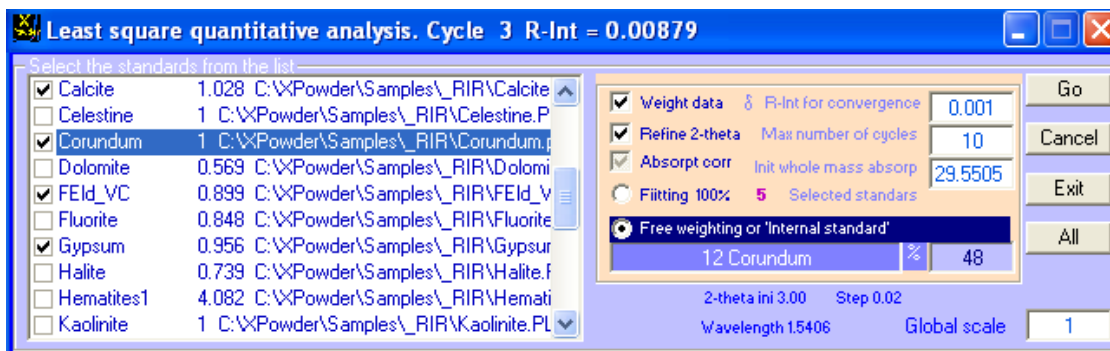 Least square quantitative analysis. Cycle 3 R-Int = 0.00879
Select the standards from the list
Calcite 1.028 C:\XPowder\Samples\_RIR\Calcite
Celestine 1 C:\XPowder\Samples\_RIR\Celestine.P
Corundum 1 C:\XPowder\Samples\_RIR\Corundum.p
Dolomite 0.569 C:\XPowder\Samples\_RIR\Dolomi
FEld_VC 0.899 C:\XPowder\Samples\_RIR\FEld_V
Fluorite 0.848 C:\XPowder\Samples\_RIR\Fluorite
Gypsum 0.956 C:\XPowder\Samples\_RIR\Gypsur
Halite 0.739 C:\XPowder\Samples\_RIR\Halite.F
Hematites1 4.082 C:\XPowder\Samples\_RIR\Hemati
Kaolinite 1 C:\XPowder\Samples\_RIR\Kaolinite.PL
Weight data δ R-Int for convergence 0.001
Refine 2-theta Max number of cycles 10
Absorpt corr Init whole mass absorp 29.5505
Fiitting 100% 5 Selected standars
Free weighting or 'Internal standard'
12 Corundum % 48
2-theta ini 3.00 Step 0.02
Wavelength 1.5406 Global scale 1
Go
Cancel
Exit
All